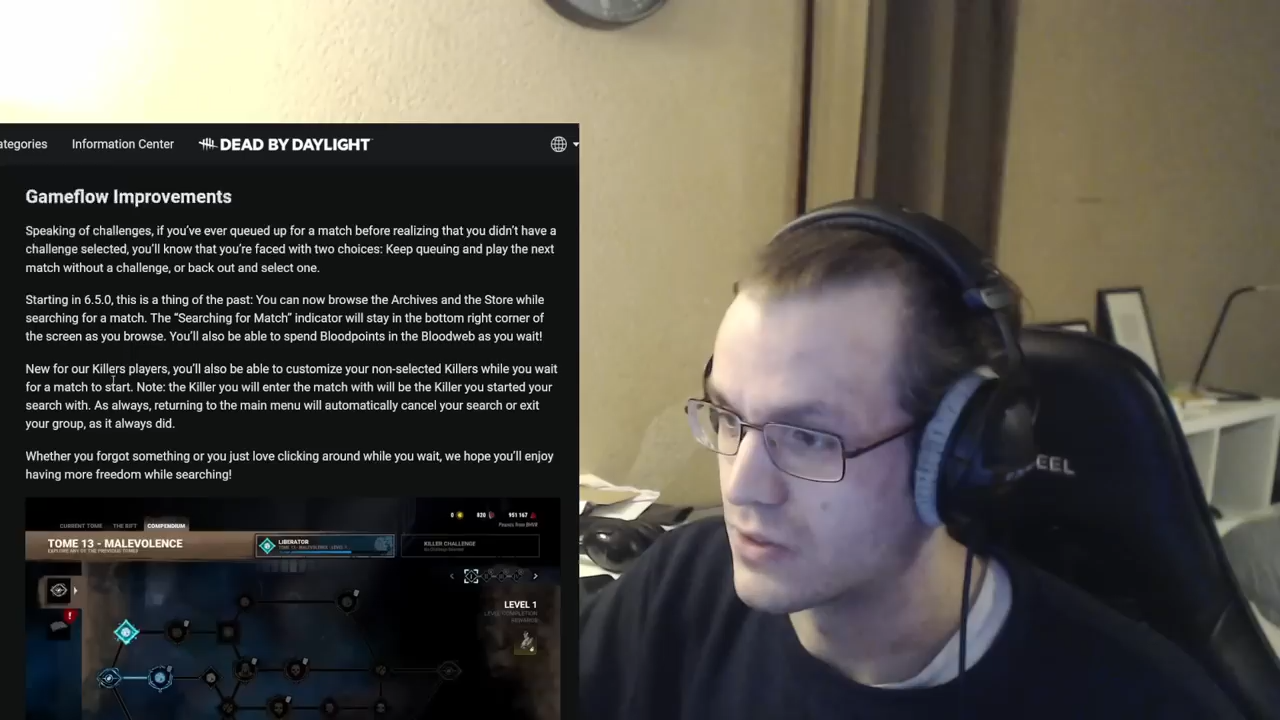 ategories Information Center DEAD BY DAYLIGHT
Gameflow Improvements
Speaking of challenges, if you’ve ever queued up for a match before realizing that you didn’t have a
challenge selected, you’ll know that you’re faced with two choices: Keep queuing and play the next
match without a challenge, or back out and select one.
Starting in 6.5.0, this is a thing of the past: You can now browse the Archives and the Store while
searching for a match. The “Searching for Match” indicator will stay in the bottom right corner of
the screen as you browse. You’ll also be able to spend Bloodpoints in the Bloodweb as you wait!
New for our Killers players, you’ll also be able to customize your non-selected Killers while you wait
for a match to start. Note: the Killer you will enter the match with will be the Killer you started your
search with. As always, returning to the main menu will automatically cancel your search or exit
your group, as it always did.
Whether you forgot something or you just love clicking around while you wait, we hope you’ll enjoy
having more freedom while searching!
0 820 951 167
CURRENT TOME THE RIFT COMPENDIUM
TOME 13 - MALEVOLENCE
LIBERATOR
TOME 13: MALEVOLENCE - LEVEL 1
KILLER CHALLENGE
LEVEL 1
EEL